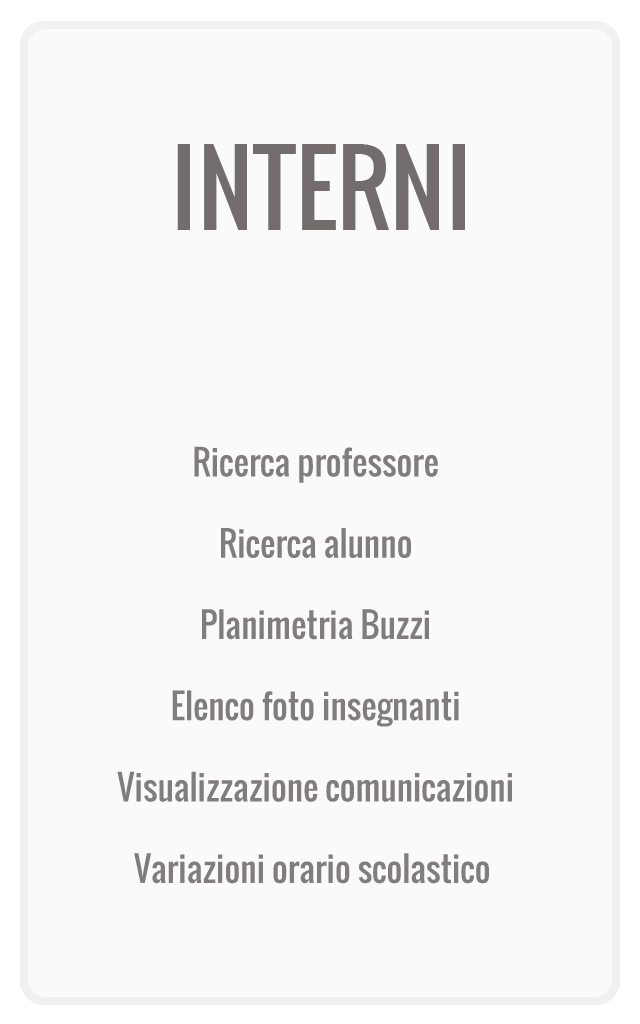 INTERNI
Ricerca professore
Ricerca alunno
Planimetria Buzzi
Elenco foto insegnanti
Visualizzazione comunicazioni
Variazioni orario scolastico